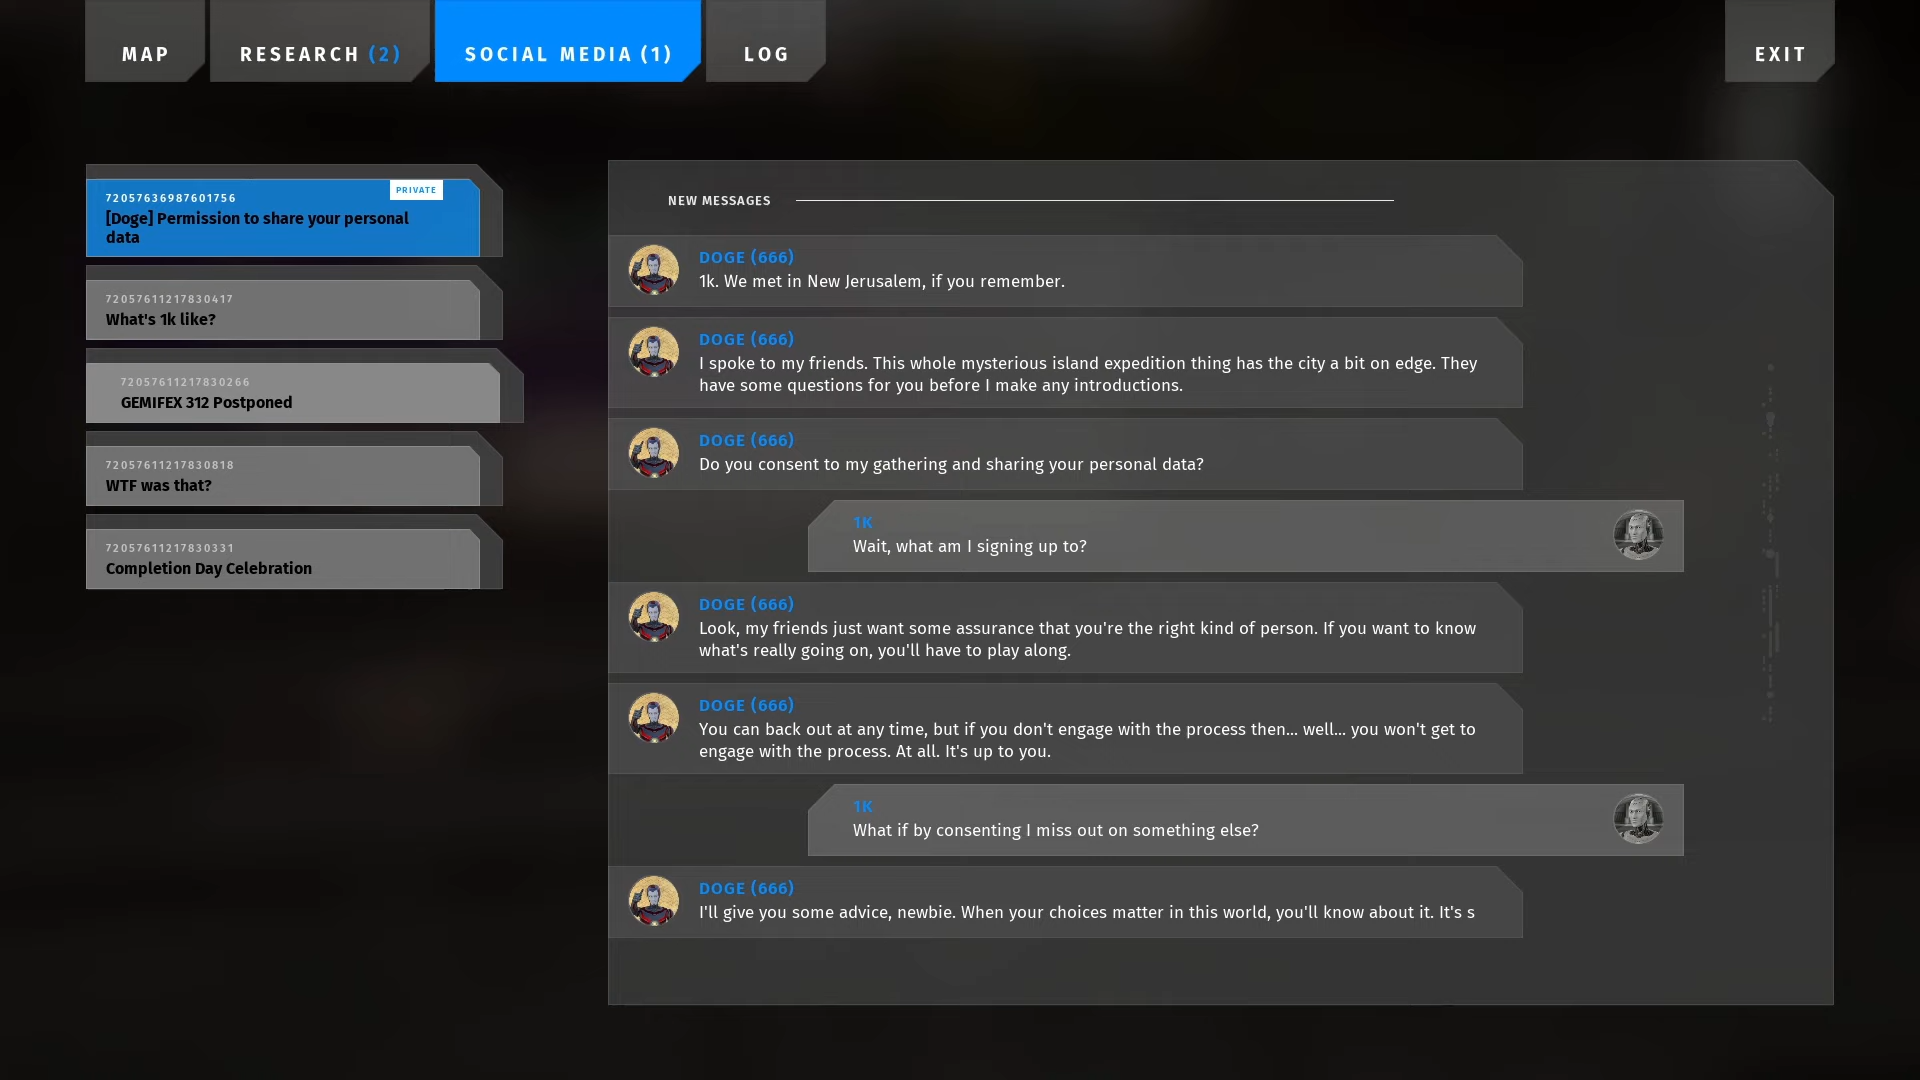 MAP
RESEARCH (2)
SOCIAL MEDIA (1)
LOG
EXIT
PRIVATE
72057636987601756
[Doge] Permission to share your personal
data
72057611217830417
What's 1k like?
72057611217830266
GEMIFEX 312 Postponed
72057611217830818
WTF was that?
72057611217830331
Completion Day Celebration
NEW MESSAGES
DOGE (666)
1k. We met in New Jerusalem, if you remember.
DOGE (666)
I spoke to my friends. This whole mysterious island expedition thing has the city a bit on edge. They
have some questions for you before I make any introductions.
DOGE (666)
Do you consent to my gathering and sharing your personal data?
1K
Wait, what am I signing up to?
DOGE (666)
Look, my friends just want some assurance that you're the right kind of person. If you want to know
what's really going on, you'll have to play along.
DOGE (666)
You can back out at any time, but if you don't engage with the process then... well... you won't get to
engage with the process. At all. It's up to you.
1K
What if by consenting I miss out on something else?
DOGE (666)
I'll give you some advice, newbie. When your choices matter in this world, you'll know about it. It's s